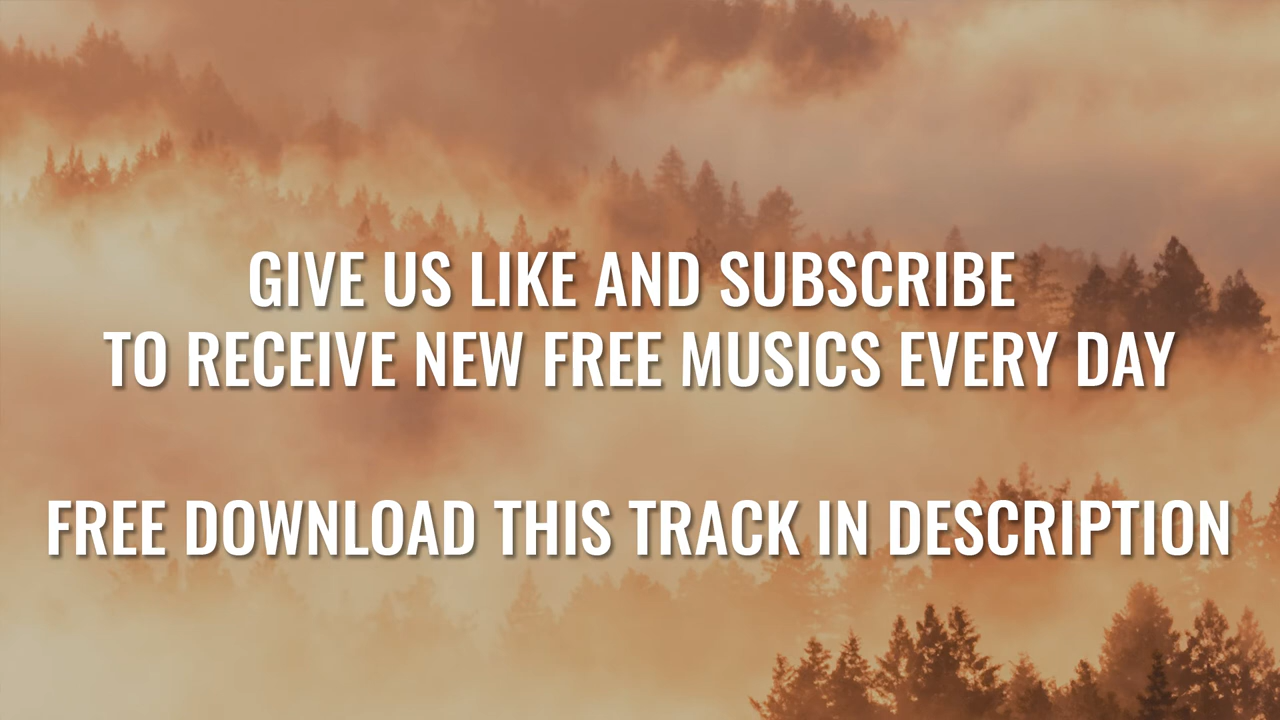 GIVE US LIKE AND SUBSCRIBE
TO RECEIVE NEW FREE MUSICS EVERY DAY
FREE DOWNLOAD THIS TRACK IN DESCRIPTION